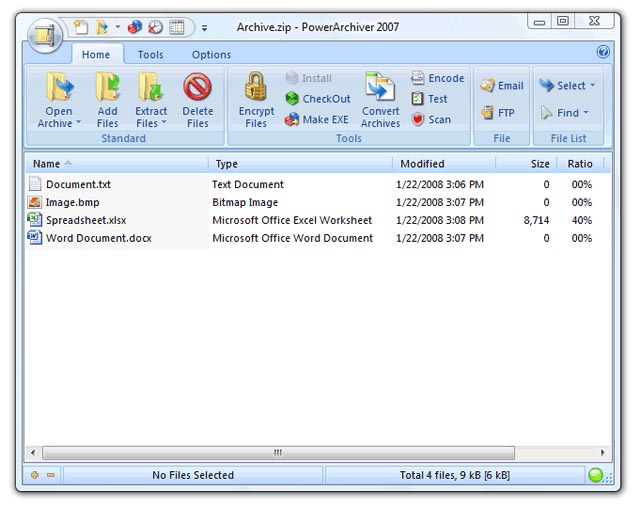 Archive.zip - PowerArchiver 2007
Home Tools Options
Open Archive
Add Files
Extract Files
Delete Files
Standard
Encrypt Files
Install
CheckOut
Make EXE
Convert Archives
Encode
Test
Scan
Tools
Email
FTP
File
Select
Find
File List
Name Type Modified Size Ratio
Document.txt Text Document 1/22/2008 3:06 PM 0 00%
Image.bmp Bitmap Image 1/22/2008 3:07 PM 0 00%
Spreadsheet.xlsx Microsoft Office Excel Worksheet 1/22/2008 3:08 PM 8,714 40%
Word Document.docx Microsoft Office Word Document 1/22/2008 3:07 PM 0 00%
No Files Selected Total 4 files, 9 kB [6 kB]